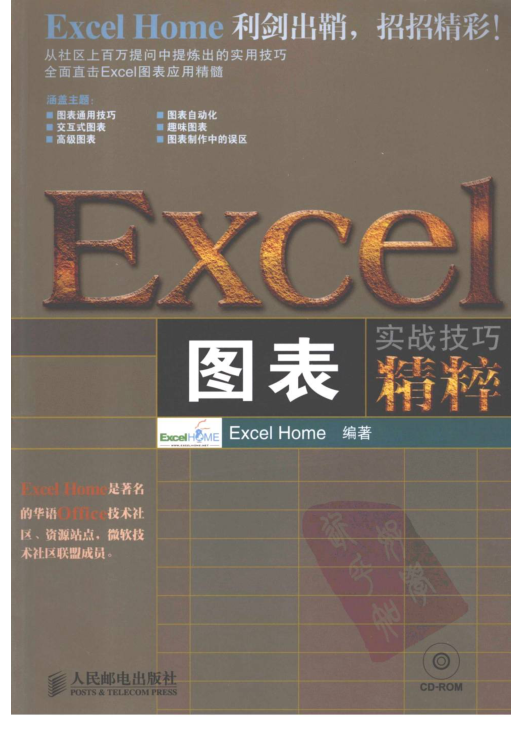 Excel Home 利剑出鞘，招招精彩！
从社区上百万提问中提炼出的实用技巧
全面直击Excel图表应用精髓
涵盖主题：
■ 图表通用技巧 ■ 图表自动化
■ 交互式图表 ■ 趣味图表
■ 高级图表 ■ 图表制作中的误区
Excel
图表
实战技巧
精粹
ExcelHOME
Excel Home 编著
Excel Home是著名
的华语Office技术社
区、资源站点，微软技
术社区联盟成员。
人民邮电出版社
POSTS & TELECOM PRESS
CD-ROM